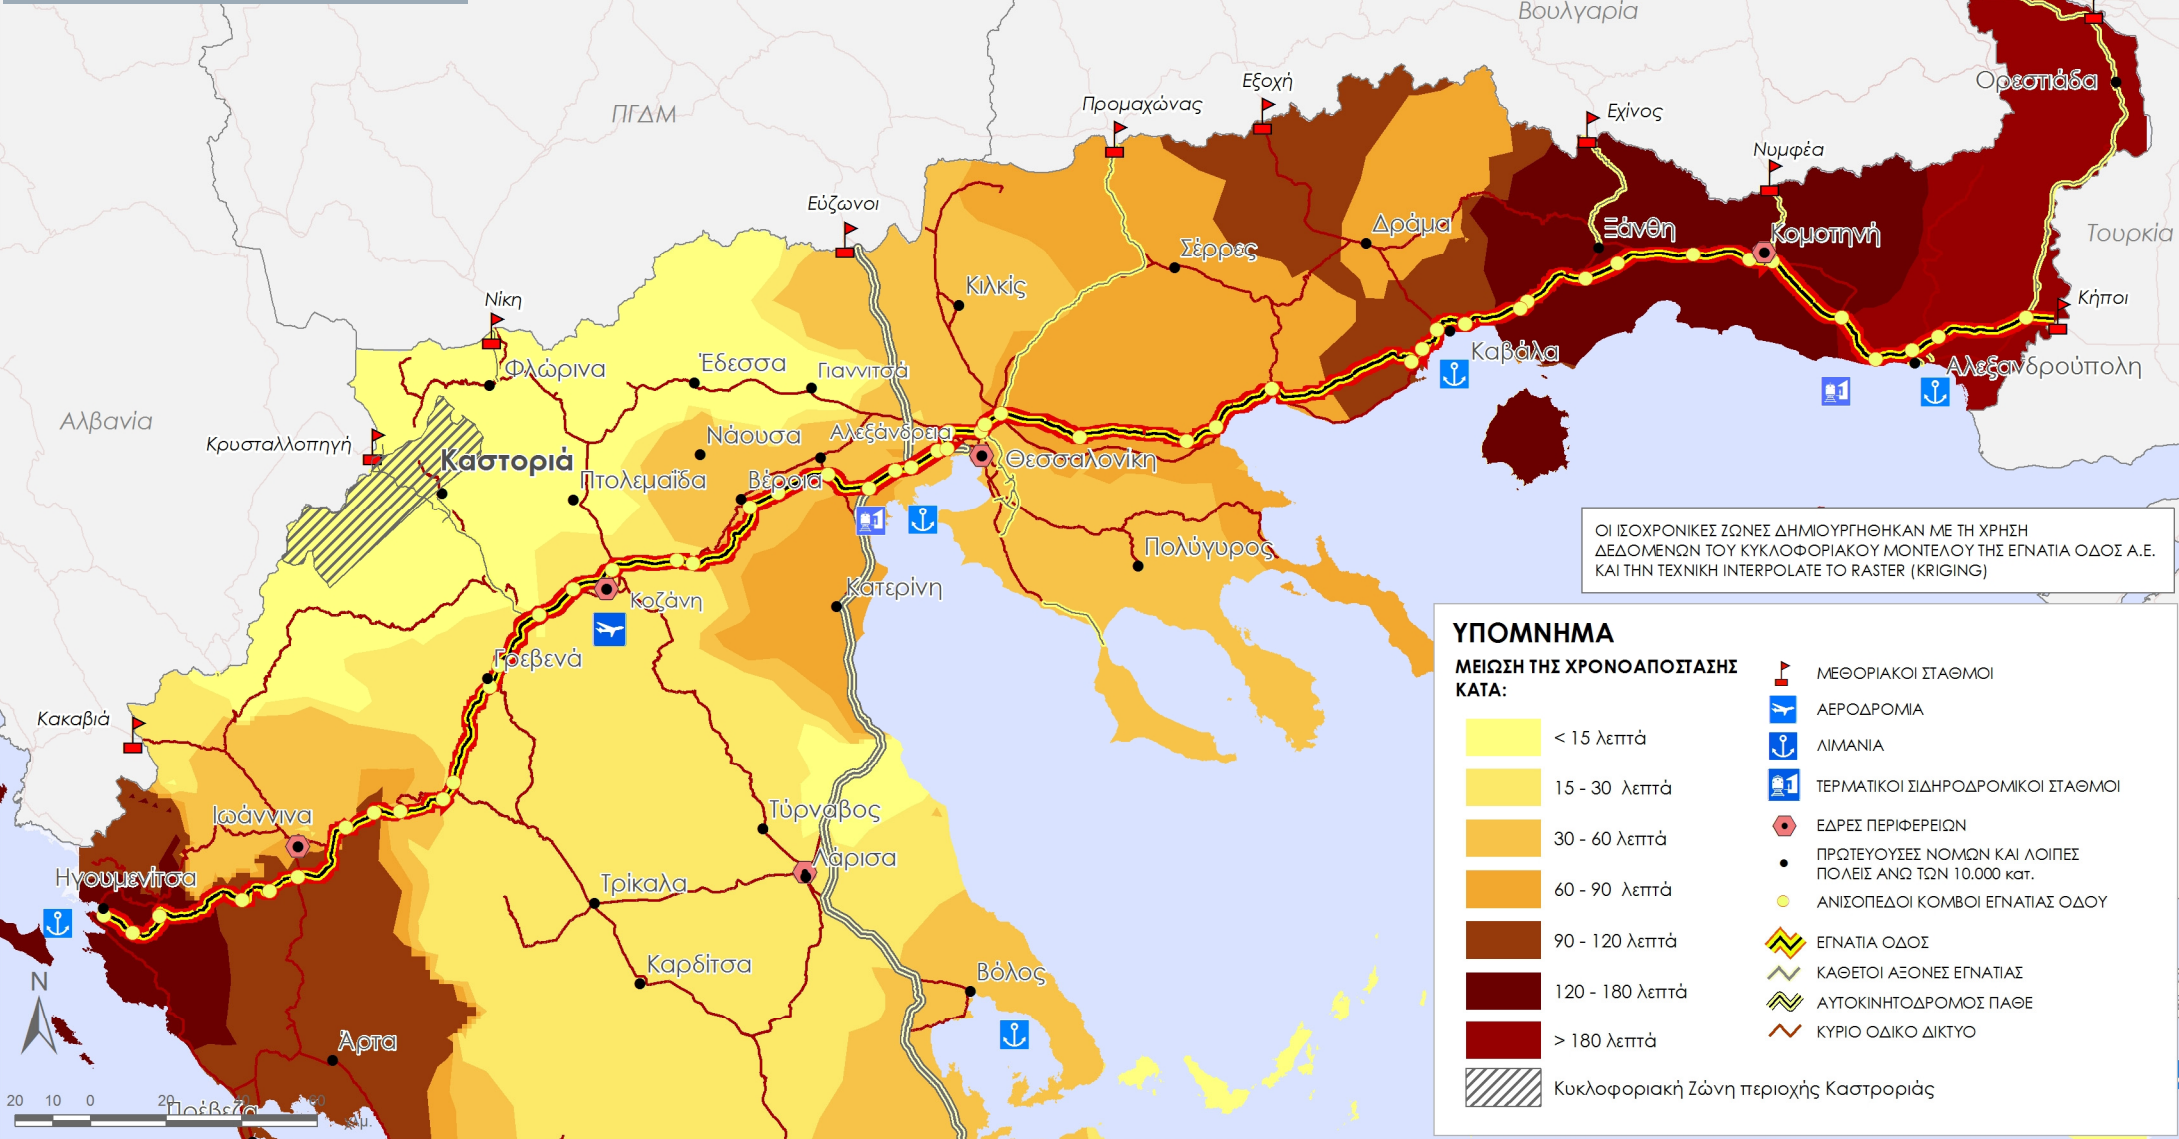 Βουλγαρία
Εξοχή
Ορεστιάδα
Προμαχώνας
ΠΓΔΜ
Εχίνος
Νυμφέα
Εύζωνοι
Δράμα
Ξάνθη
Κομοτηνή
Τουρκία
Σέρρες
Κιλκίς
Νίκη
Κήποι
Καβάλα
Φλώρινα
Έδεσσα
Γιαννιτσά
Αλεξανδρούπολη
Αλβανία
Κρυσταλλοπηγή
Νάουσα
Αλεξάνδρεια
Καστοριά
Θεσσαλονίκη
Πτολεμαΐδα
Βέροια
Πολύγυρος
Κατερίνη
Κοζάνη
Γρεβενά
Κακαβιά
Ιωάννινα
Τύρναβος
Λάρισα
Ηγουμενίτσα
Τρίκαλα
Καρδίτσα
Βόλος
N
Άρτα
Πρέβεζα
20 10 0 20 40 60
ΟΙ ΙΣΟΧΡΟΝΙΚΕΣ ΖΩΝΕΣ ΔΗΜΙΟΥΡΓΗΘΗΚΑΝ ΜΕ ΤΗ ΧΡΗΣΗ
ΔΕΔΟΜΕΝΩΝ ΤΟΥ ΚΥΚΛΟΦΟΡΙΑΚΟΥ ΜΟΝΤΕΛΟΥ ΤΗΣ ΕΓΝΑΤΙΑ ΟΔΟΣ Α.Ε.
ΚΑΙ ΤΗΝ ΤΕΧΝΙΚΗ INTERPOLATE TO RASTER (KRIGING)
ΥΠΟΜΝΗΜΑ
ΜΕΙΩΣΗ ΤΗΣ ΧΡΟΝΟΑΠΟΣΤΑΣΗΣ
ΚΑΤΑ:
< 15 λεπτά
15 - 30 λεπτά
30 - 60 λεπτά
60 - 90 λεπτά
90 - 120 λεπτά
120 - 180 λεπτά
> 180 λεπτά
Κυκλοφοριακή Ζώνη περιοχής Καστροριάς
ΜΕΘΟΡΙΑΚΟΙ ΣΤΑΘΜΟΙ
ΑΕΡΟΔΡΟΜΙΑ
ΛΙΜΑΝΙΑ
ΤΕΡΜΑΤΙΚΟΙ ΣΙΔΗΡΟΔΡΟΜΙΚΟΙ ΣΤΑΘΜΟΙ
ΕΔΡΕΣ ΠΕΡΙΦΕΡΕΙΩΝ
ΠΡΩΤΕΥΟΥΣΕΣ ΝΟΜΩΝ ΚΑΙ ΛΟΙΠΕΣ
ΠΟΛΕΙΣ ΑΝΩ ΤΩΝ 10.000 κατ.
ΑΝΙΣΟΠΕΔΟΙ ΚΟΜΒΟΙ ΕΓΝΑΤΙΑΣ ΟΔΟΥ
ΕΓΝΑΤΙΑ ΟΔΟΣ
ΚΑΘΕΤΟΙ ΑΞΟΝΕΣ ΕΓΝΑΤΙΑΣ
ΑΥΤΟΚΙΝΗΤΟΔΡΟΜΟΣ ΠΑΘΕ
ΚΥΡΙΟ ΟΔΙΚΟ ΔΙΚΤΥΟ